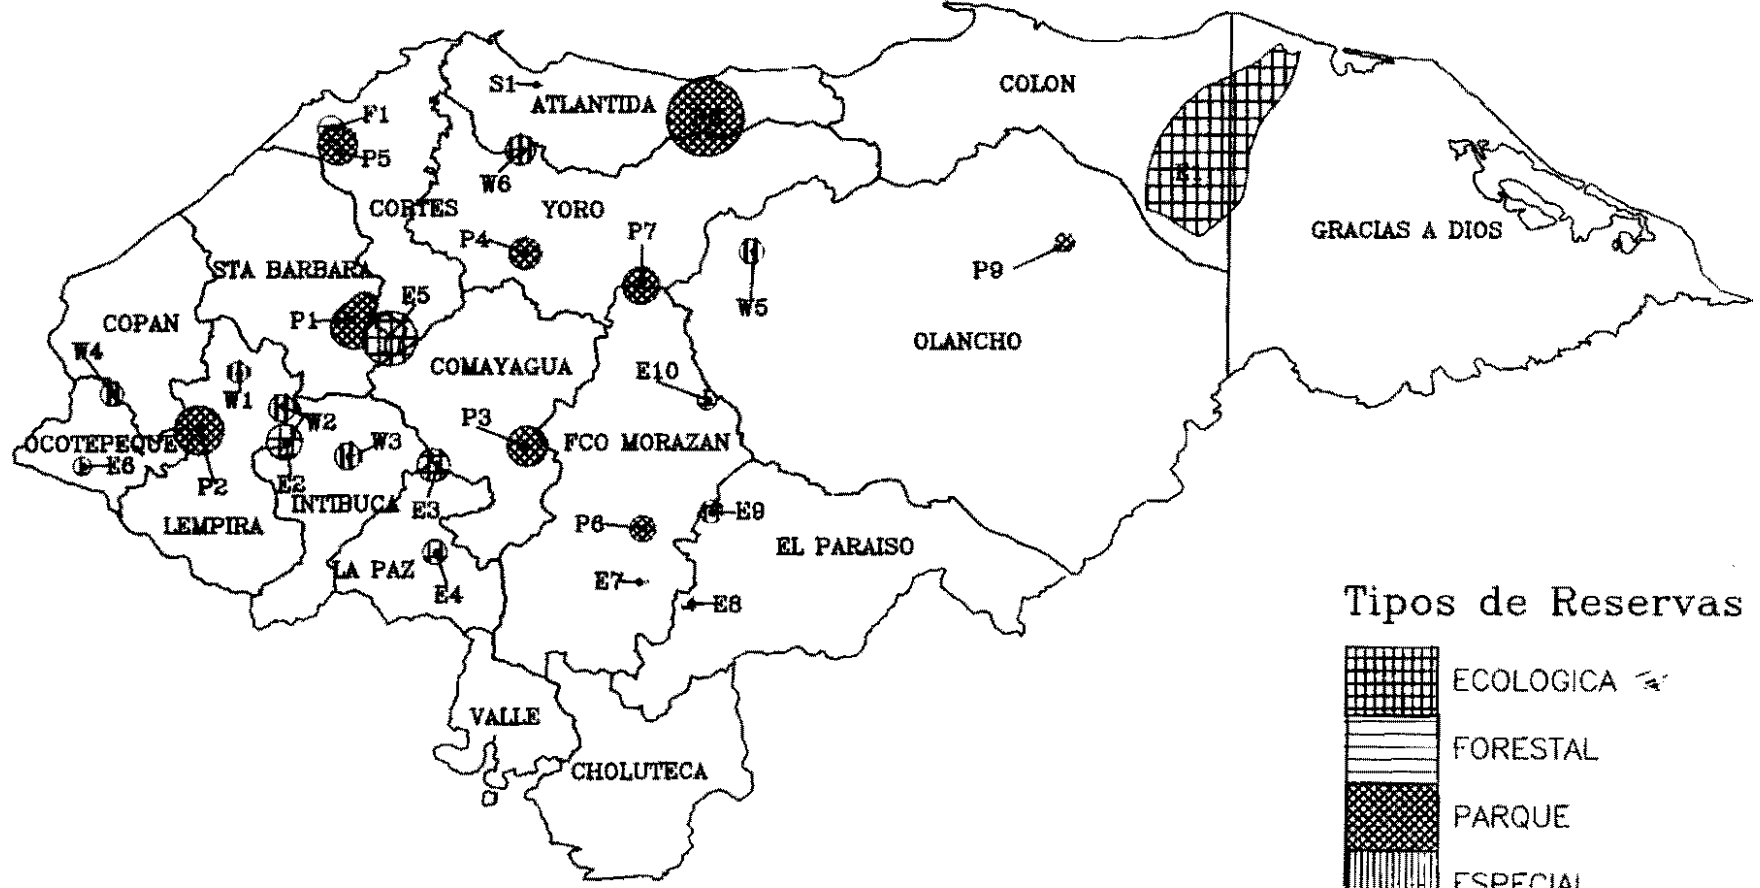 COLON
S1
ATLANTIDA
F1
P5
W6
E1
CORTES
YORO
P4
P7
GRACIAS A DIOS
STA BARBARA
P9
E5
W5
P1
COPAN
OLANCHO
W4
COMAYAGUA
E10
W1
P3
W2
OCOTEPEQUE
W3
FCO MORAZAN
E6
P2
E2
INTIBUCA
E3
E9
LEMPIRA
P6
EL PARAISO
LA PAZ
E7
E4
E8
Tipos de Reservas
ECOLOGICA
VALLE
FORESTAL
CHOLUTECA
PARQUE
ESPECIAL